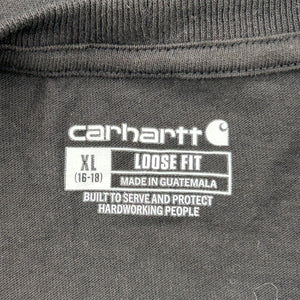 carhartt
XL LOOSE FIT
(16-18) MADE IN GUATEMALA
BUILT TO SERVE AND PROTECT
HARDWORKING PEOPLE